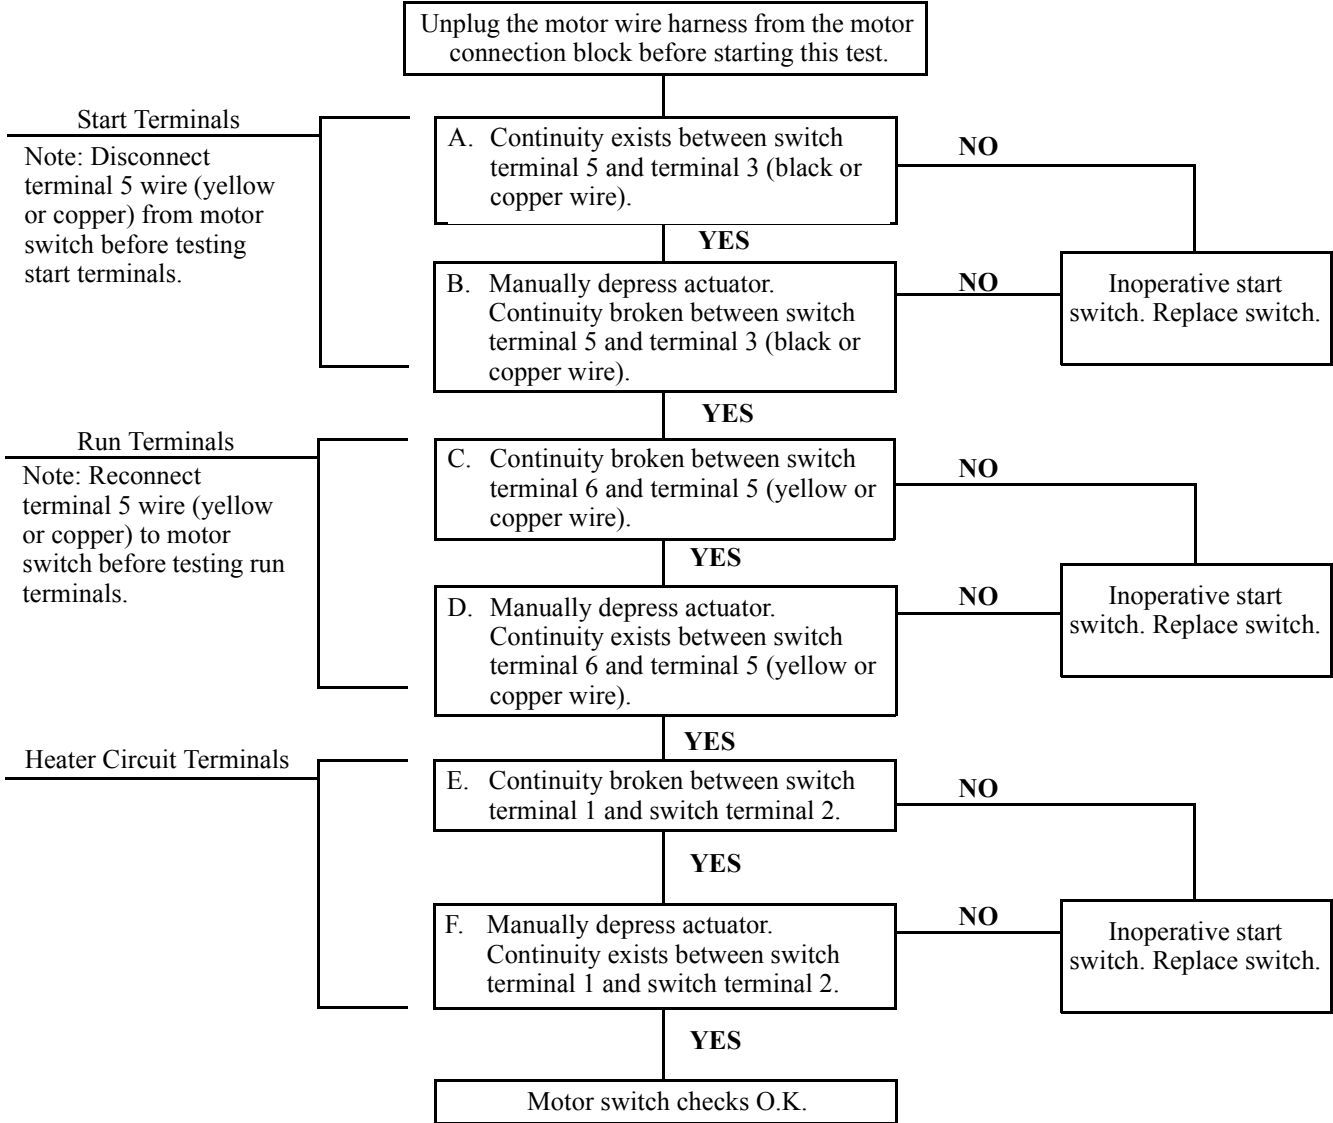 Unplug the motor wire harness from the motor
connection block before starting this test.
Start Terminals
Note: Disconnect
terminal 5 wire (yellow
or copper) from motor
switch before testing
start terminals.
A. Continuity exists between switch
terminal 5 and terminal 3 (black or
copper wire).
NO
YES
B. Manually depress actuator.
Continuity broken between switch
terminal 5 and terminal 3 (black or
copper wire).
NO
Inoperative start
switch. Replace switch.
YES
Run Terminals
Note: Reconnect
terminal 5 wire (yellow
or copper) to motor
switch before testing run
terminals.
C. Continuity broken between switch
terminal 6 and terminal 5 (yellow or
copper wire).
NO
YES
D. Manually depress actuator.
Continuity exists between switch
terminal 6 and terminal 5 (yellow or
copper wire).
NO
Inoperative start
switch. Replace switch.
YES
Heater Circuit Terminals
E. Continuity broken between switch
terminal 1 and switch terminal 2.
NO
YES
F. Manually depress actuator.
Continuity exists between switch
terminal 1 and switch terminal 2.
NO
Inoperative start
switch. Replace switch.
YES
Motor switch checks O.K.